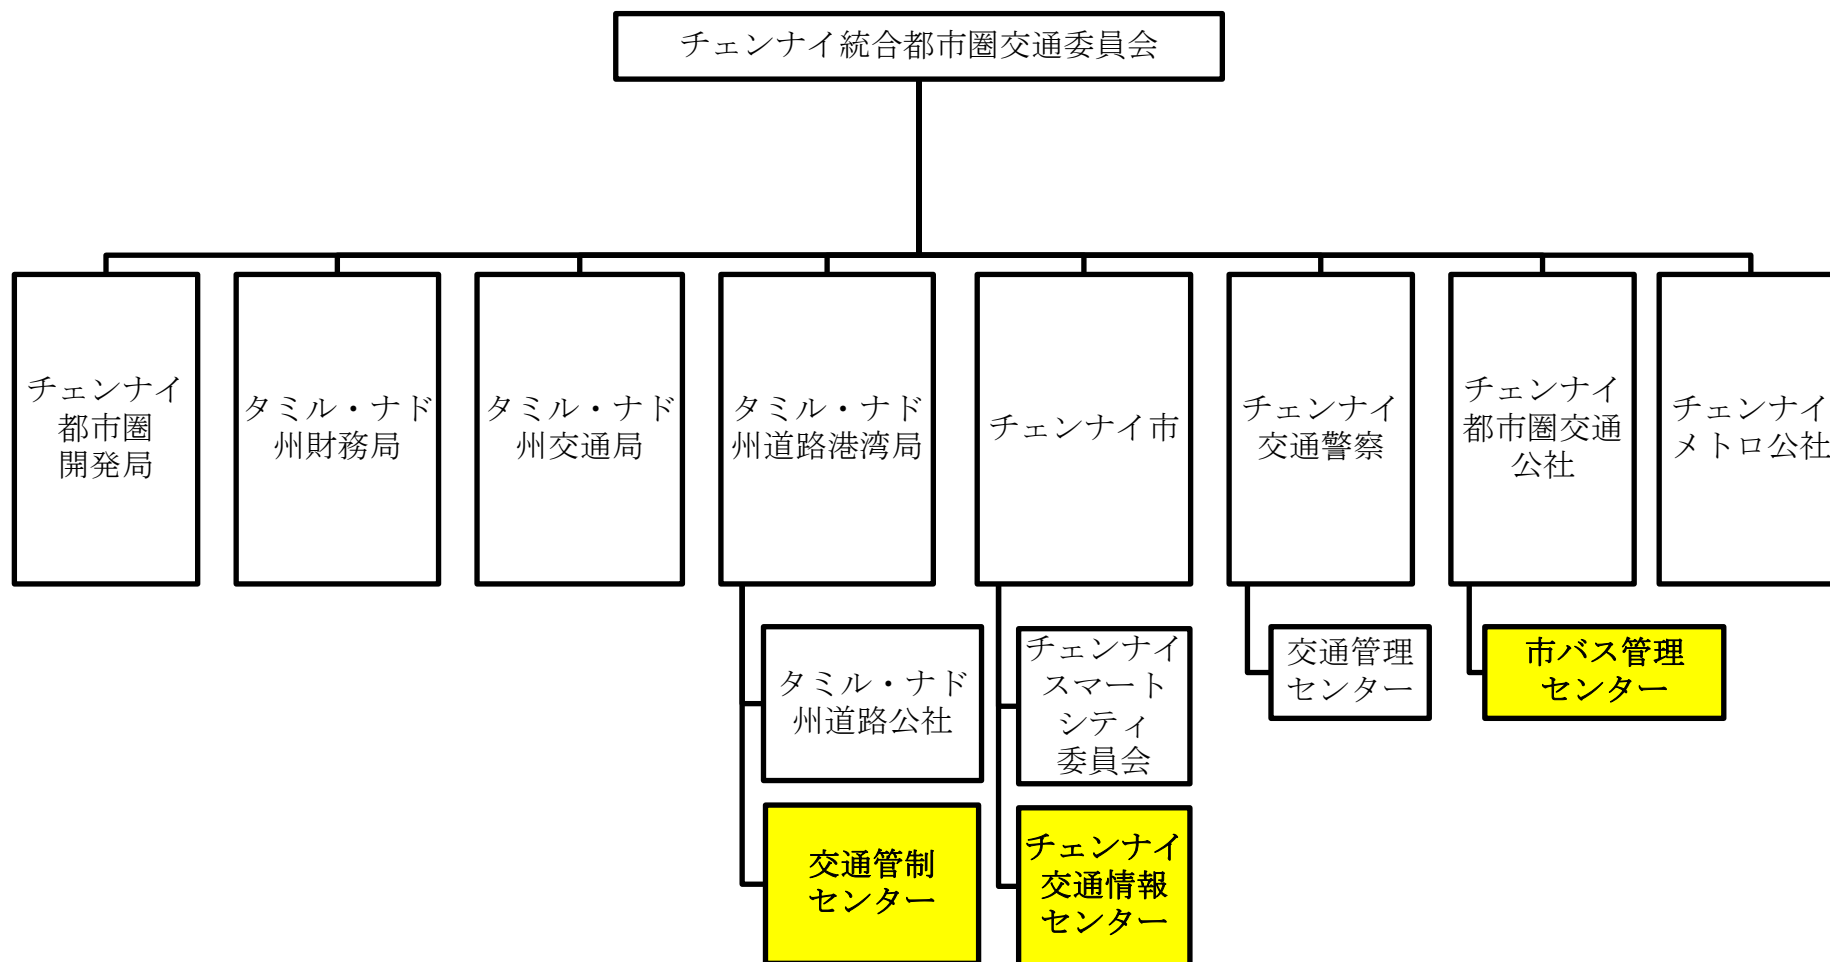 チェンナイ統合都市圏交通委員会
チェンナイ
都市圏
開発局
タミル・ナド
州財務局
タミル・ナド
州交通局
タミル・ナド
州道路港湾局
チェンナイ市
チェンナイ
交通警察
チェンナイ
都市圏交通
公社
チェンナイ
メトロ公社
タミル・ナド
州道路公社
チェンナイ
スマート
シティ
委員会
交通管理
センター
市バス管理
センター
交通管制
センター
チェンナイ
交通情報
センター